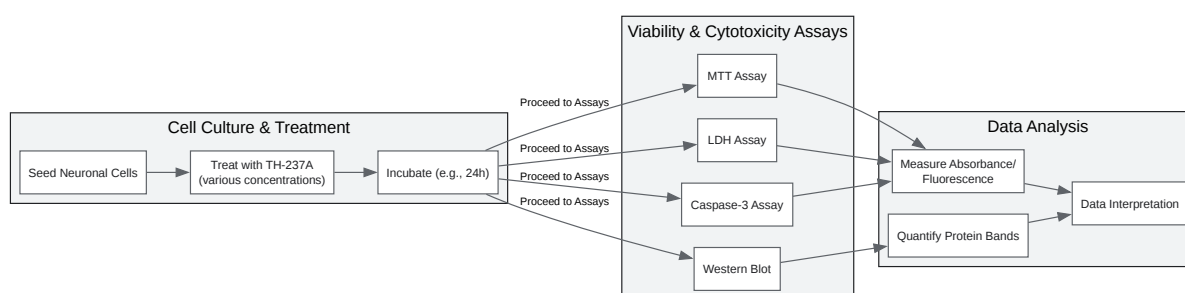 Cell Culture & Treatment
Seed Neuronal Cells
Treat with TH-237A
(various concentrations)
Incubate (e.g., 24h)
Proceed to Assays
Proceed to Assays
Proceed to Assays
Proceed to Assays
Viability & Cytotoxicity Assays
MTT Assay
LDH Assay
Caspase-3 Assay
Western Blot
Data Analysis
Measure Absorbance/
Fluorescence
Quantify Protein Bands
Data Interpretation